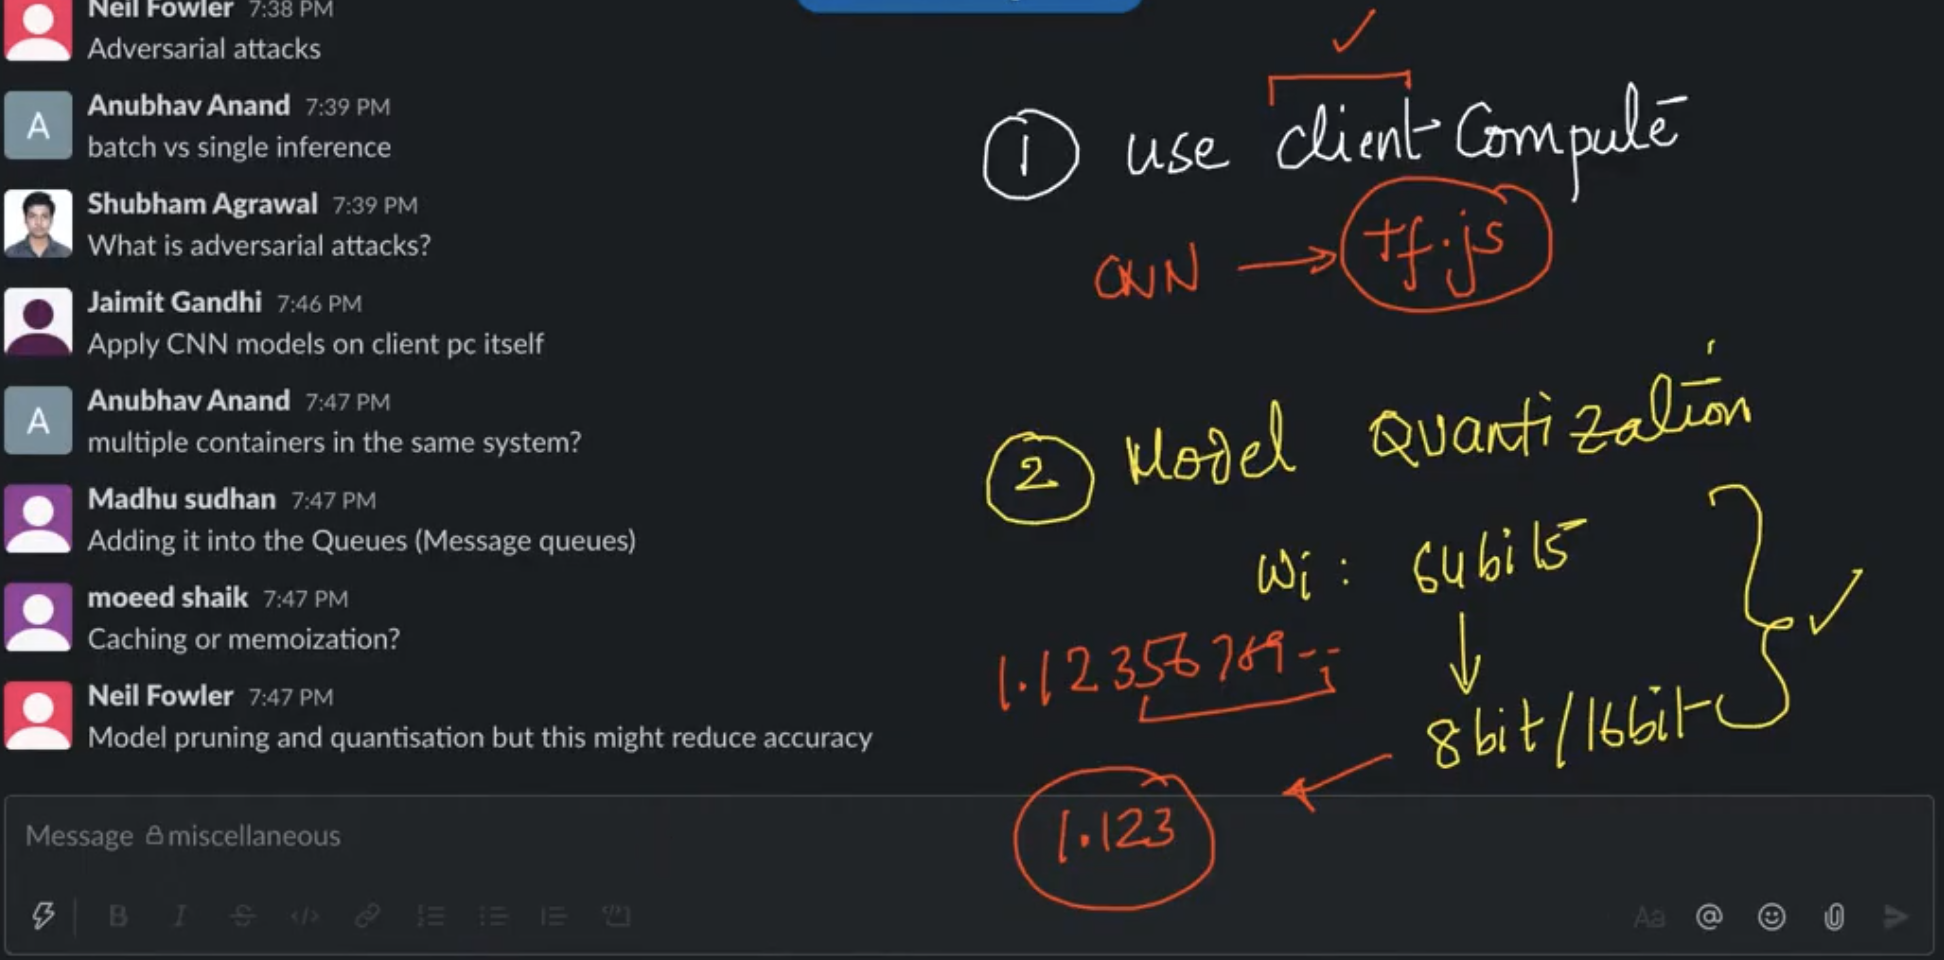 Neil Fowler 7:38 PM
Adversarial attacks
A
Anubhav Anand 7:39 PM
batch vs single inference
Shubham Agrawal 7:39 PM
What is adversarial attacks?
Jaimit Gandhi 7:46 PM
Apply CNN models on client pc itself
A
Anubhav Anand 7:47 PM
multiple containers in the same system?
Madhu sudhan 7:47 PM
Adding it into the Queues (Message queues)
moeed shaik 7:47 PM
Caching or memoization?
Neil Fowler 7:47 PM
Model pruning and quantisation but this might reduce accuracy
Message miscellaneous
B I S </>
Aa @
1 use client Compute
CNN → tf.js
2 Model Quantization
Wi : 64bits
1.12356789--
8bit/16bit
1.123